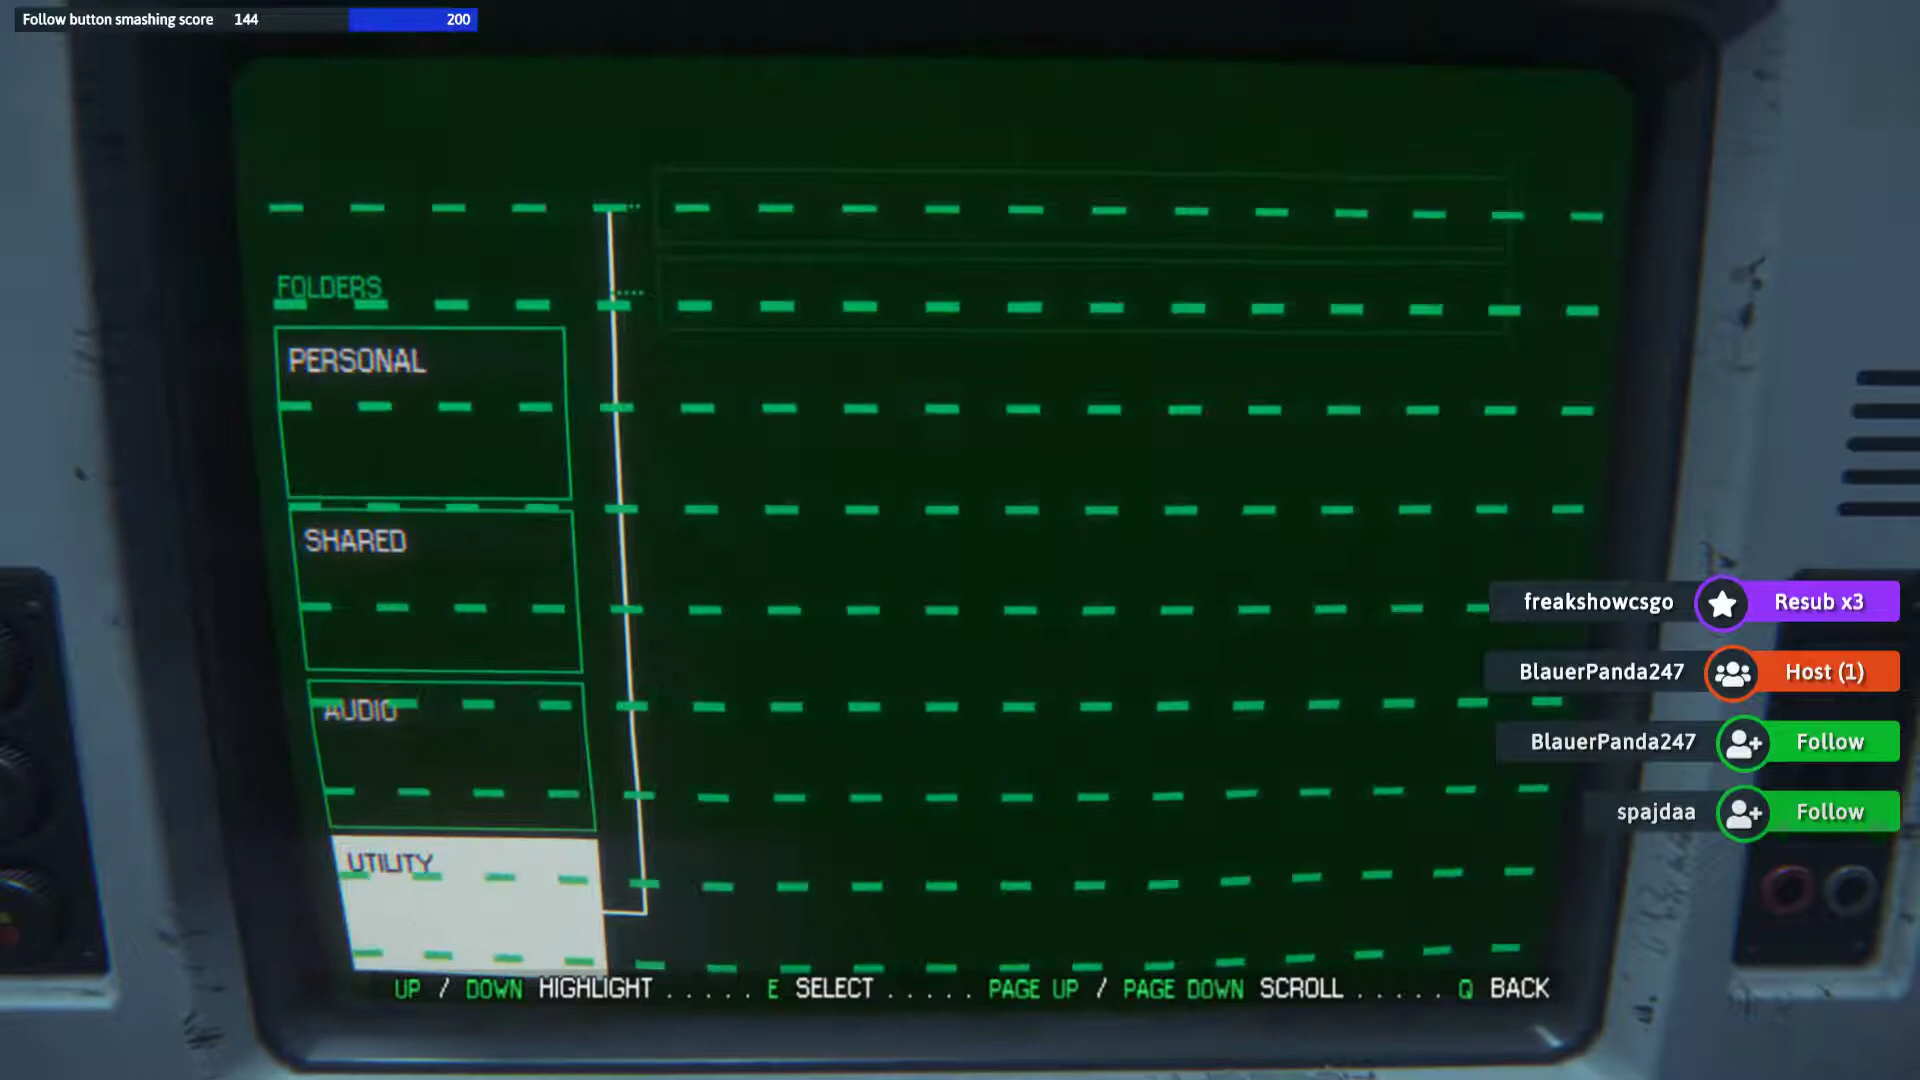 Follow button smashing score 144 200
FOLDERS
PERSONAL
SHARED
AUDIO
UTILITY
freakshowcsgo Resub x3
BlauerPanda247 Host (1)
BlauerPanda247 Follow
spajdaa Follow
UP / DOWN HIGHLIGHT ..... E SELECT ..... PAGE UP / PAGE DOWN SCROLL ..... Q BACK